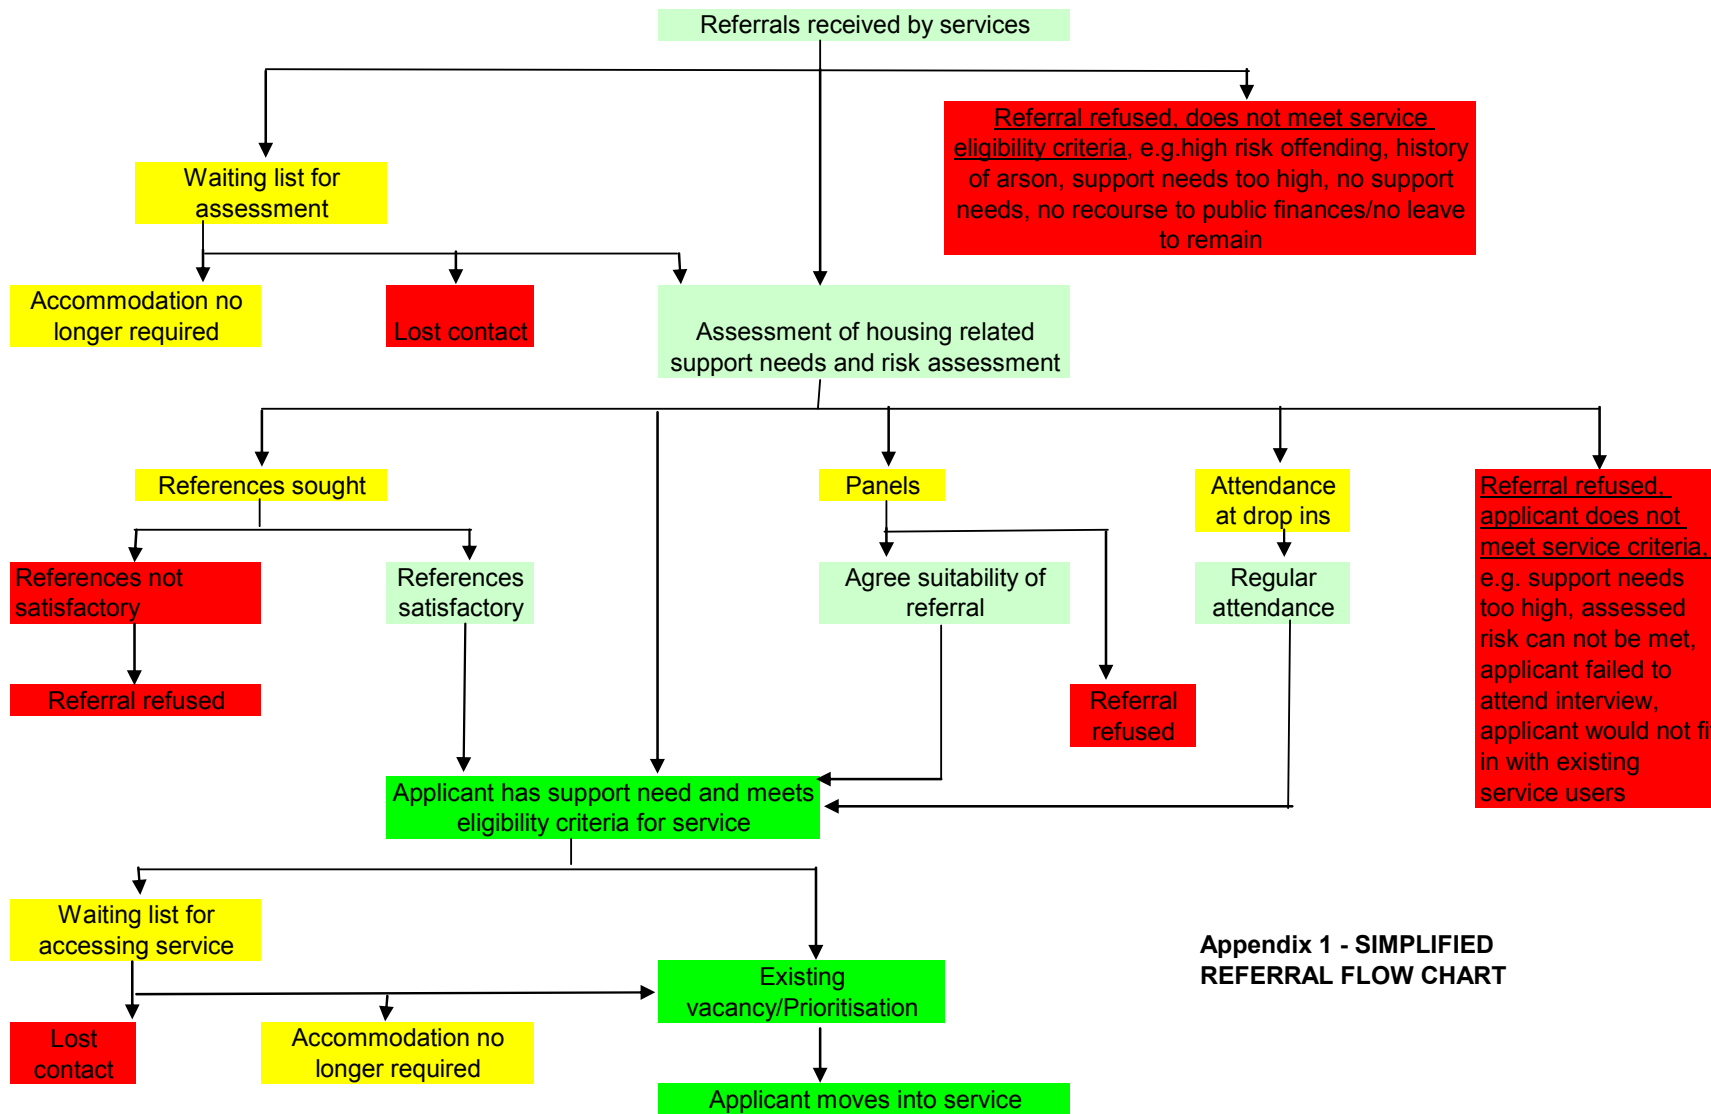 Referrals received by services
Referral refused, does not meet service
eligibility criteria, e.g.high risk offending, history
of arson, support needs too high, no support
needs, no recourse to public finances/no leave
to remain
Waiting list for
assessment
Accommodation no
longer required
Lost contact
Assessment of housing related
support needs and risk assessment
References sought
Panels
Attendance
at drop ins
Referral refused,
applicant does not
meet service criteria,
e.g. support needs
too high, assessed
risk can not be met,
applicant failed to
attend interview,
applicant would not fi
in with existing
service users
References not
satisfactory
References
satisfactory
Agree suitability of
referral
Regular
attendance
Referral refused
Referral
refused
Applicant has support need and meets
eligibility criteria for service
Waiting list for
accessing service
Existing
vacancy/Prioritisation
Appendix 1 - SIMPLIFIED
REFERRAL FLOW CHART
Lost
contact
Accommodation no
longer required
Applicant moves into service